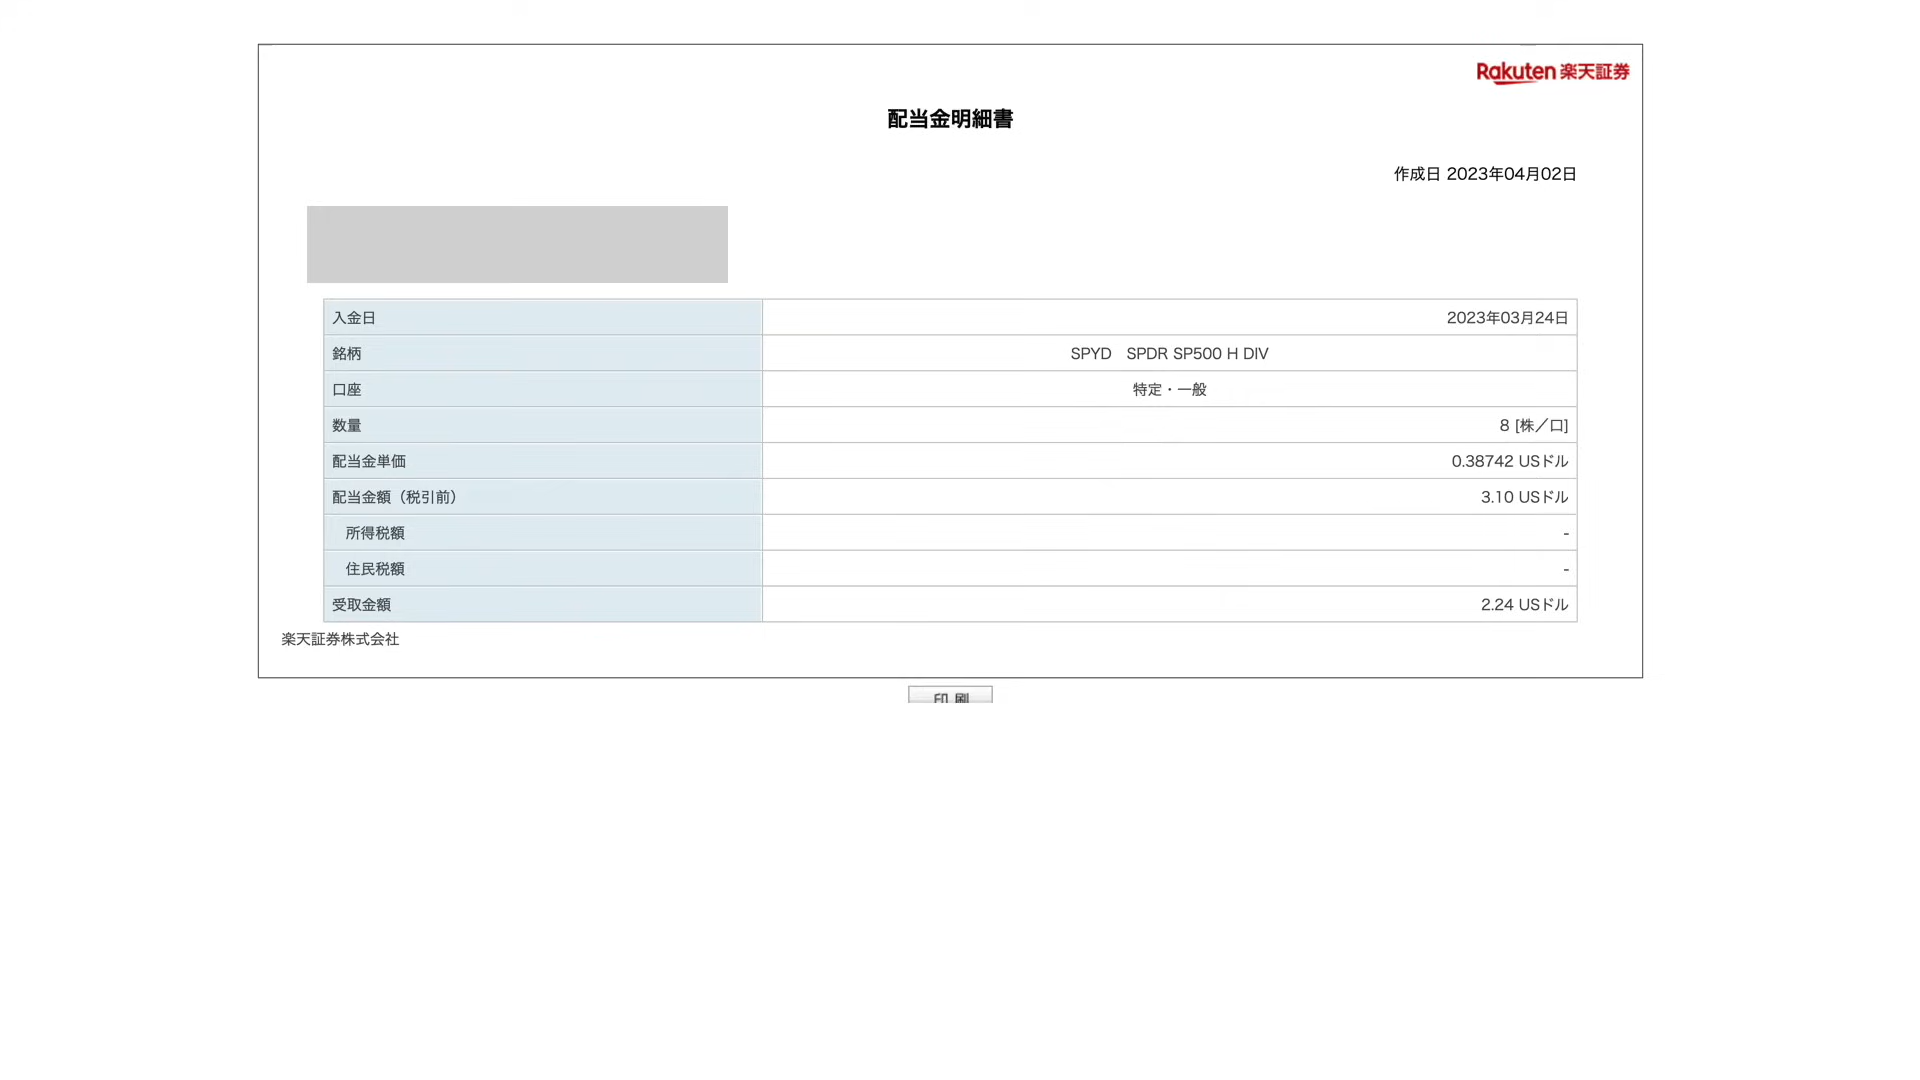 Rakuten 楽天証券
配当金明細書
作成日 2023年04月02日
入金日 2023年03月24日
銘柄 SPYD SPDR SP500 H DIV
口座 特定・一般
数量 8 [株／口]
配当金単価 0.38742 USドル
配当金額（税引前） 3.10 USドル
所得税額 -
住民税額 -
受取金額 2.24 USドル
楽天証券株式会社
印刷